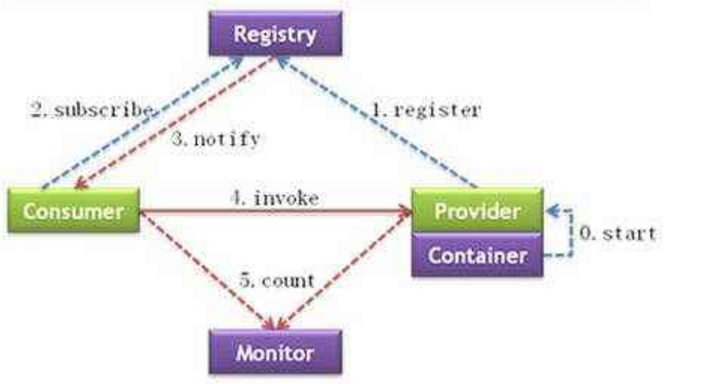 Registry
2. subscribe
1. register
3. notify
Consumer
4. invoke
Provider
0. start
Container
5. count
Monitor